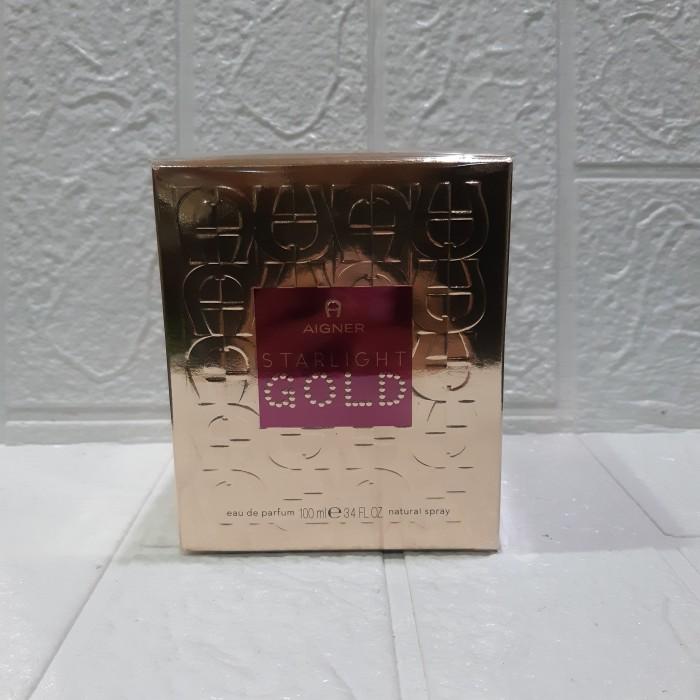 AIGNER
STARLIGHT
GOLD
eau de parfum 100 ml ℮ 3.4 FL.OZ natural spray